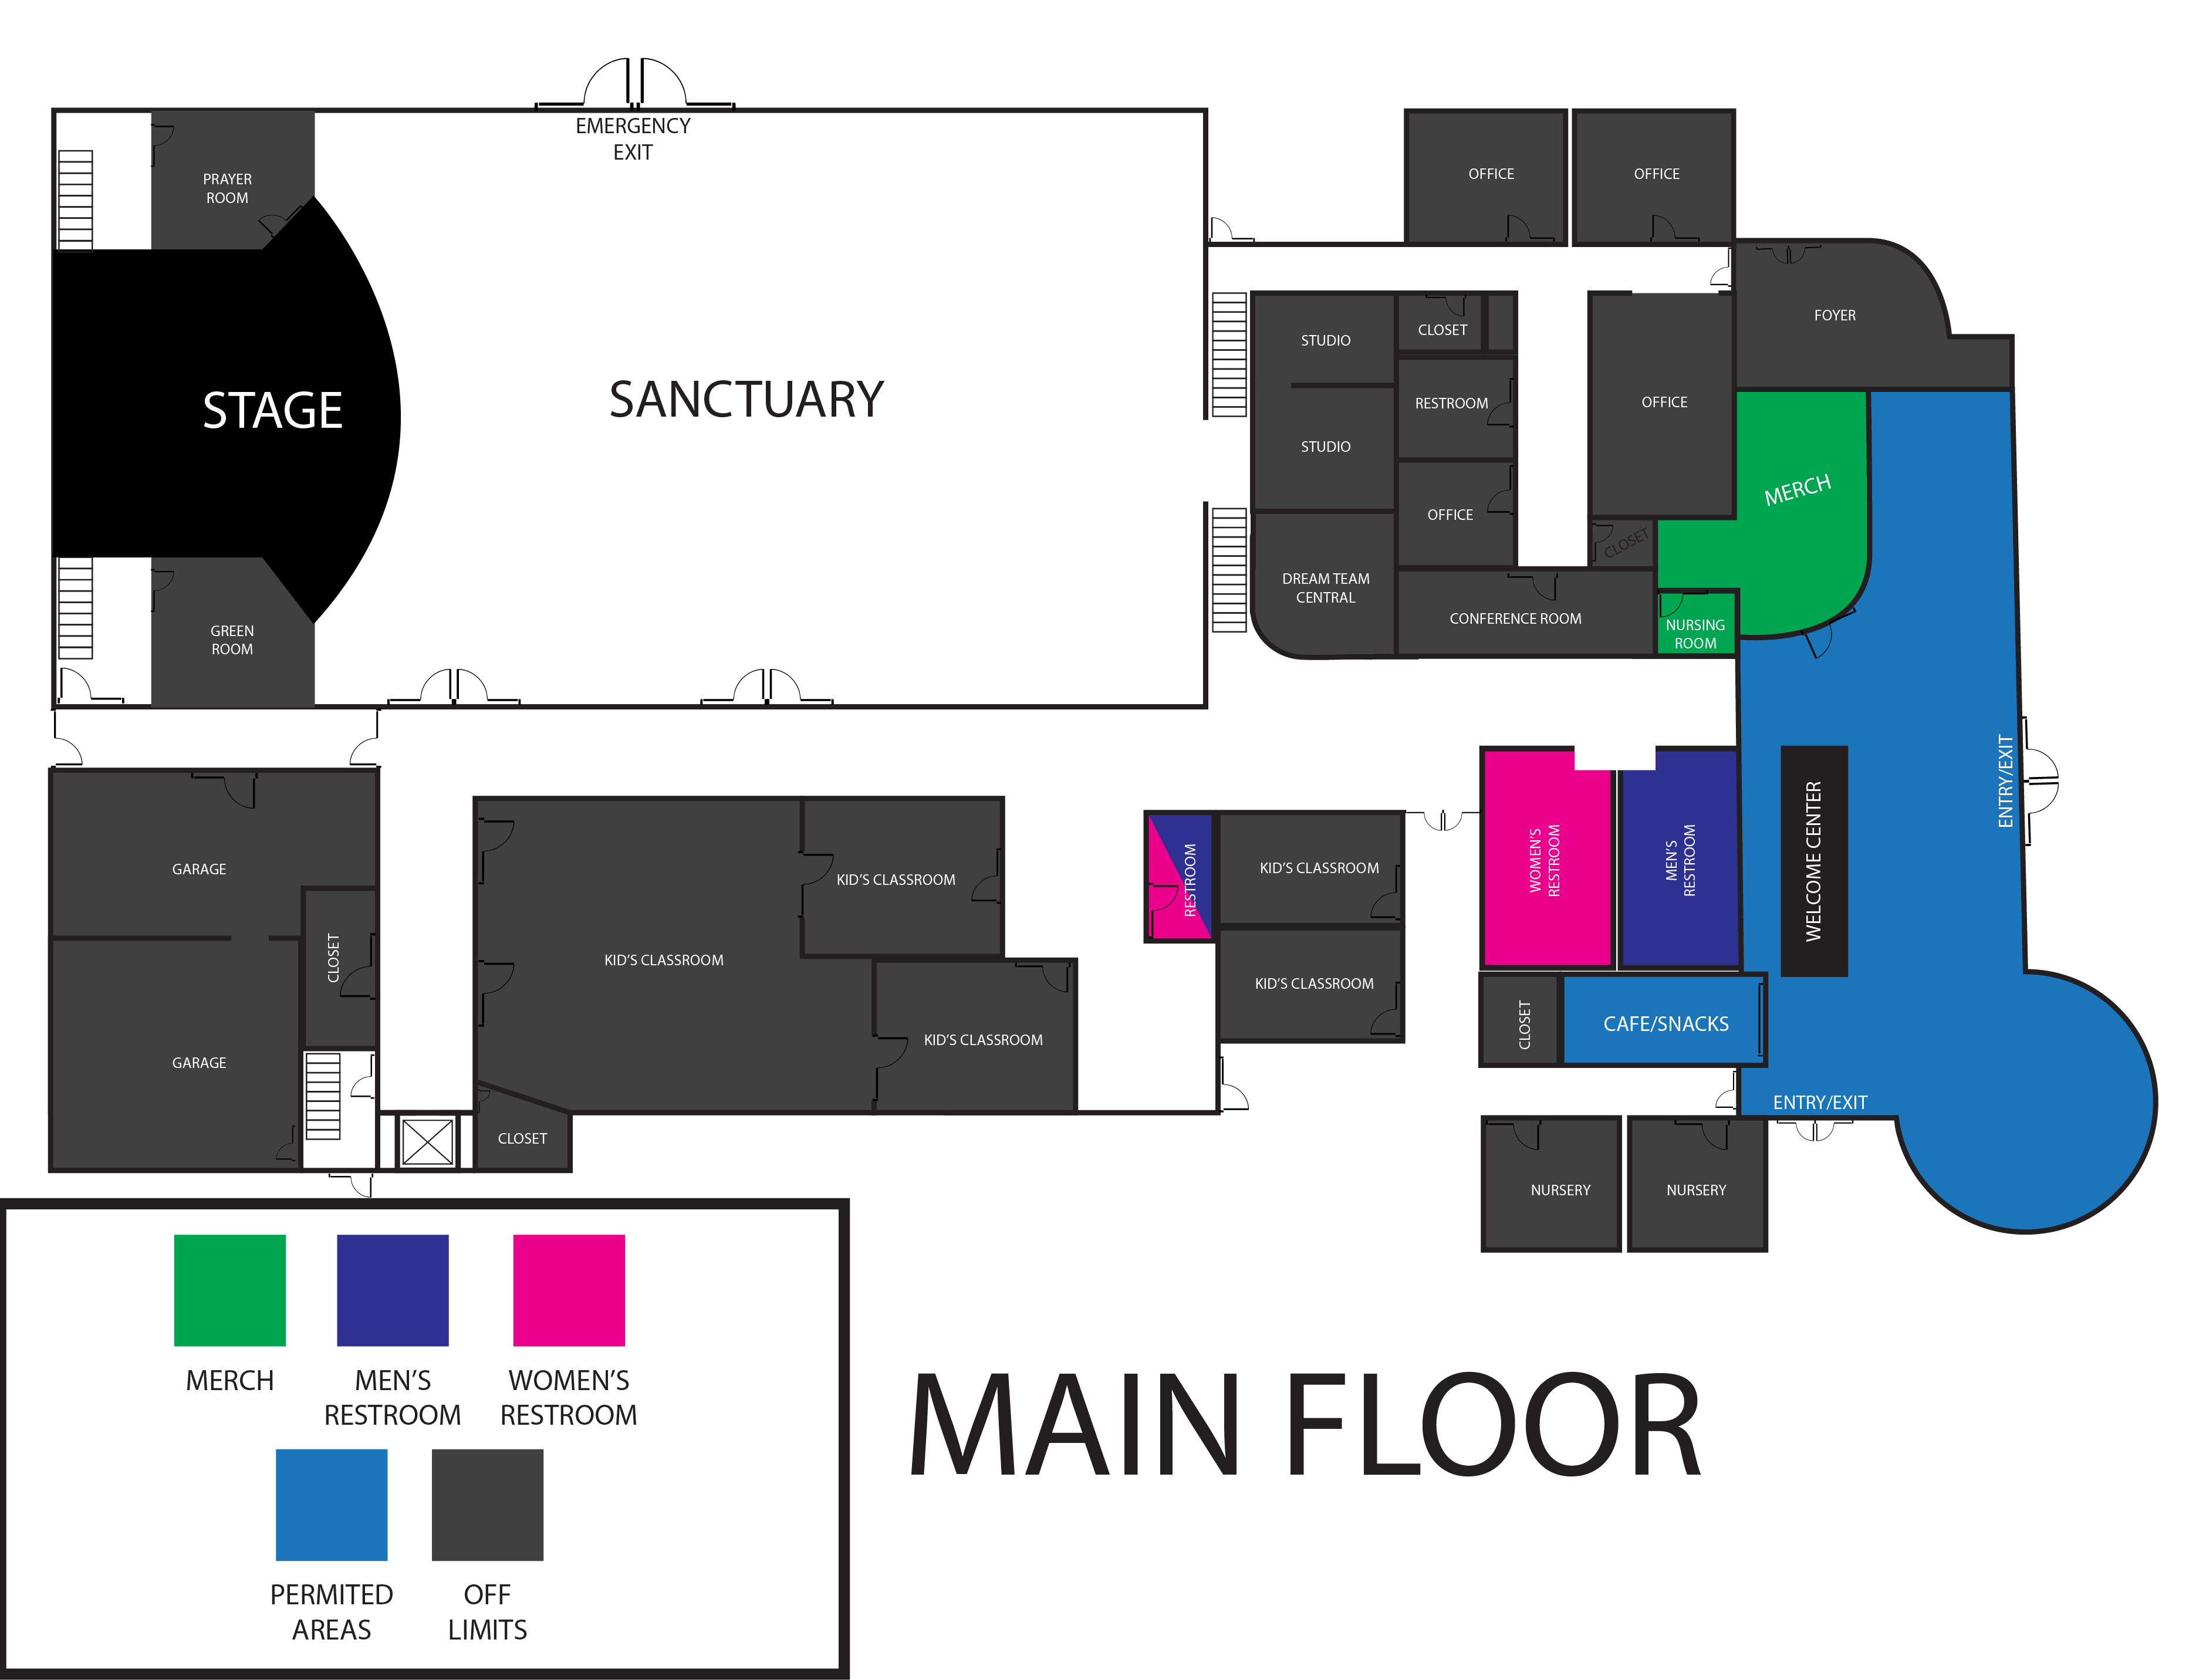 EMERGENCY
EXIT
PRAYER
ROOM
OFFICE
OFFICE
STAGE
SANCTUARY
STUDIO
CLOSET
FOYER
STUDIO
RESTROOM
OFFICE
MERCH
OFFICE
CLOSET
DREAM TEAM
CENTRAL
CONFERENCE ROOM
NURSING
ROOM
GREEN
ROOM
GARAGE
KID'S CLASSROOM
RESTROOM
KID'S CLASSROOM
WOMEN'S
RESTROOM
MEN'S
RESTROOM
WELCOME CENTER
ENTRY/EXIT
CLOSET
KID'S CLASSROOM
KID'S CLASSROOM
GARAGE
KID'S CLASSROOM
CLOSET
CAFE/SNACKS
ENTRY/EXIT
CLOSET
NURSERY
NURSERY
MERCH
MEN'S
RESTROOM
WOMEN'S
RESTROOM
PERMITED
AREAS
OFF
LIMITS
MAIN FLOOR